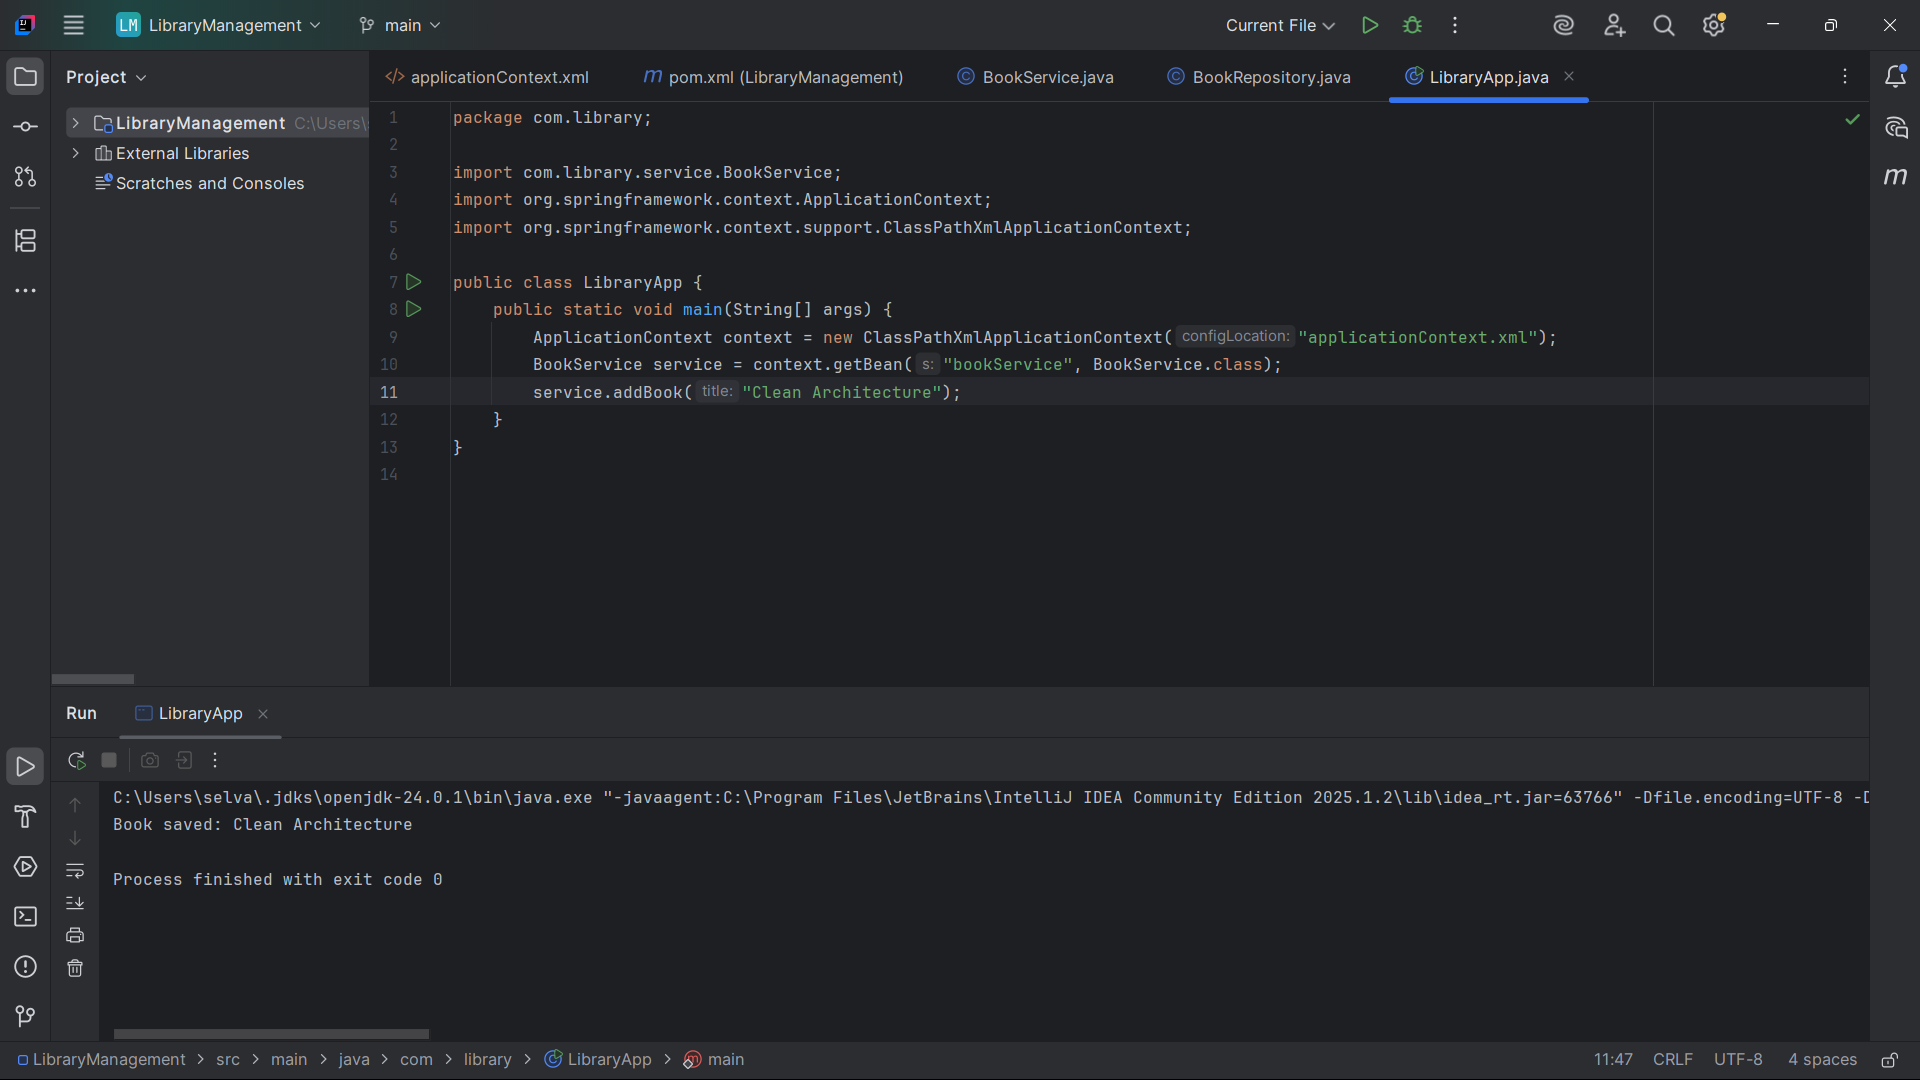 LM LibraryManagement main Current File
Project
applicationContext.xml pom.xml (LibraryManagement) BookService.java BookRepository.java LibraryApp.java
LibraryManagement C:\Users\
External Libraries
Scratches and Consoles
1 package com.library;
2
3 import com.library.service.BookService;
4 import org.springframework.context.ApplicationContext;
5 import org.springframework.context.support.ClassPathXmlApplicationContext;
6
7 public class LibraryApp {
8 public static void main(String[] args) {
9 ApplicationContext context = new ClassPathXmlApplicationContext( configLocation: "applicationContext.xml");
10 BookService service = context.getBean( s: "bookService", BookService.class);
11 service.addBook( title: "Clean Architecture");
12 }
13 }
14
Run LibraryApp
C:\Users\selva\.jdks\openjdk-24.0.1\bin\java.exe "-javaagent:C:\Program Files\JetBrains\IntelliJ IDEA Community Edition 2025.1.2\lib\idea_rt.jar=63766" -Dfile.encoding=UTF-8 -D
Book saved: Clean Architecture
Process finished with exit code 0
LibraryManagement > src > main > java > com > library > LibraryApp > main 11:47 CRLF UTF-8 4 spaces